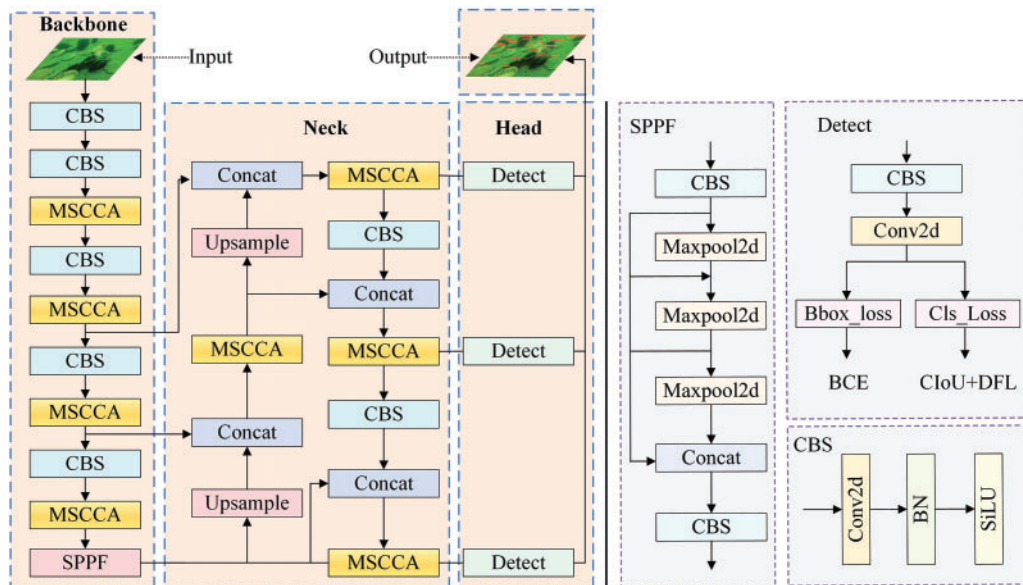 Backbone
Input
Output
CBS
CBS
MSCCA
CBS
MSCCA
CBS
MSCCA
CBS
MSCCA
SPPF
Neck
Concat
Upsample
MSCCA
Concat
Upsample
MSCCA
CBS
Concat
MSCCA
CBS
Concat
MSCCA
Head
Detect
Detect
Detect
SPPF
CBS
Maxpool2d
Maxpool2d
Maxpool2d
Concat
CBS
Detect
CBS
Conv2d
Bbox_loss
Cls_Loss
BCE
CIoU+DFL
CBS
Conv2d
BN
SiLU